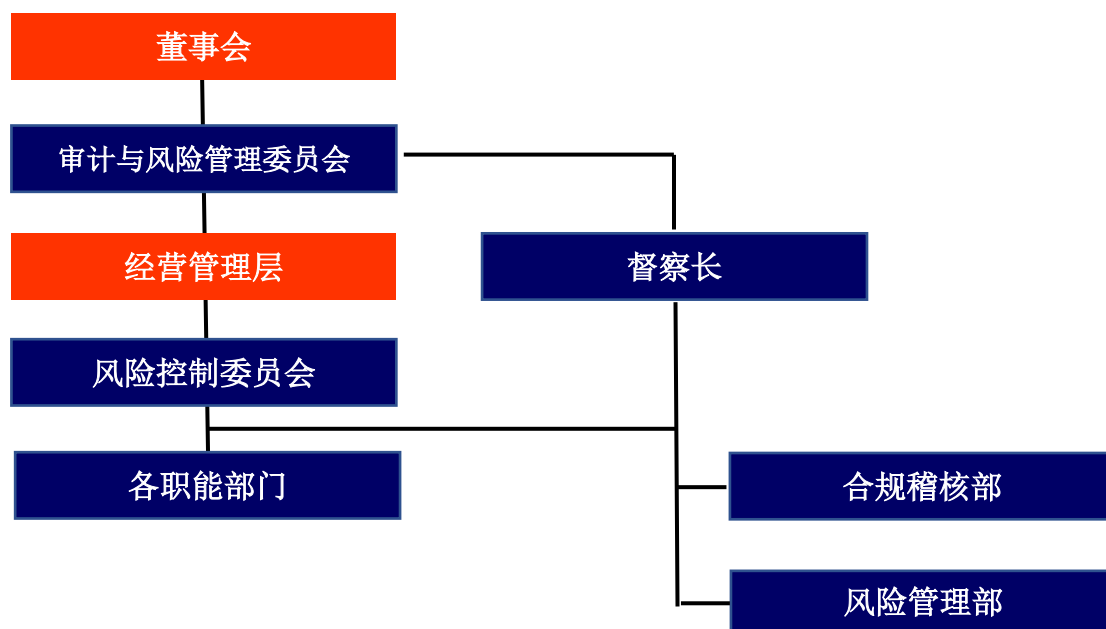 董事会
审计与风险管理委员会
经营管理层
督察长
风险控制委员会
各职能部门
合规稽核部
风险管理部